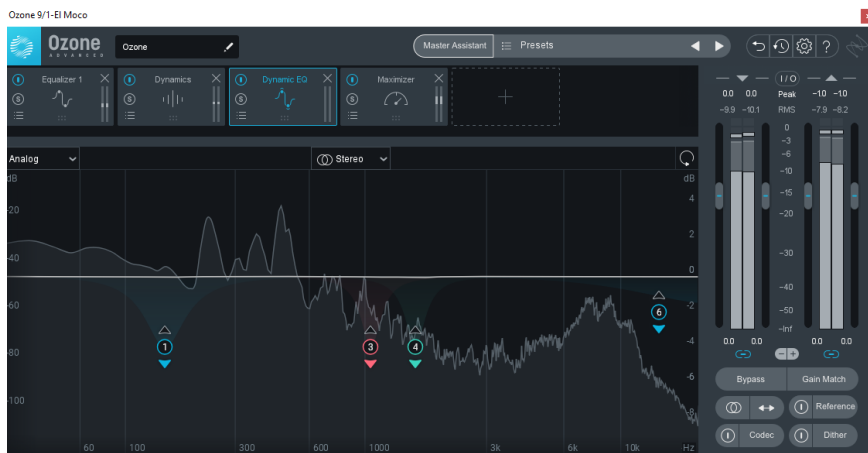 Ozone 9/1-El Moco
Ozone
ADVANCED
Ozone
Master Assistant
Presets
Equalizer 1
Dynamics
Dynamic EQ
Maximizer
S
S
S
S
+
I / O
0.0 0.0 Peak -1.0 -1.0
-9.9 -10.1 RMS -7.9 -8.2
Analog
Stereo
dB
dB
-20
-40
-60
-80
-100
4
2
0
-2
-4
-6
-8
1
3
4
6
60 100 300 600 1000 3k 6k 10k Hz
0
-3
-6
-10
-15
-20
-30
-40
-50
-Inf
0.0 0.0 0.0 0.0
Bypass
Gain Match
Reference
Codec
Dither